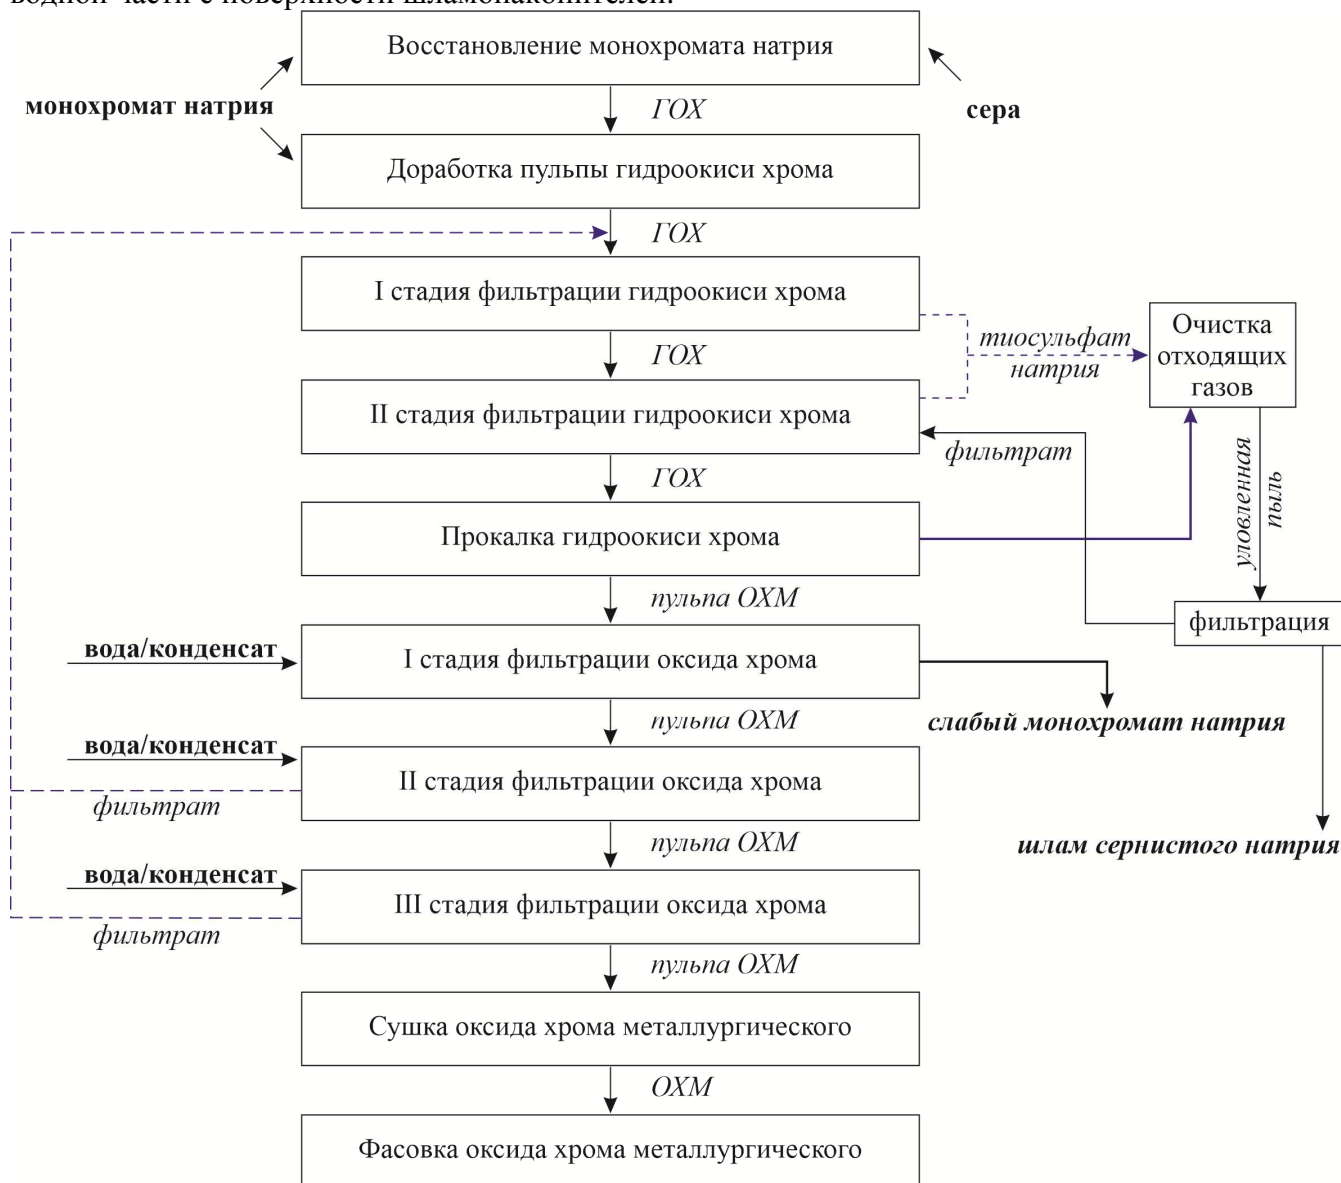 водной части с поверхности шламонакопителей.
Восстановление монохромата натрия
монохромат натрия
сера
ГОХ
Доработка пульпы гидроокиси хрома
ГОХ
I стадия фильтрации гидроокиси хрома
тиосульфат
натрия
Очистка
отходящих
газов
ГОХ
II стадия фильтрации гидроокиси хрома
фильтрат
уловленная
пыль
ГОХ
Прокалка гидроокиси хрома
пульпа ОХМ
фильтрация
вода/конденсат
I стадия фильтрации оксида хрома
слабый монохромат натрия
пульпа ОХМ
вода/конденсат
II стадия фильтрации оксида хрома
фильтрат
пульпа ОХМ
шлам сернистого натрия
вода/конденсат
III стадия фильтрации оксида хрома
фильтрат
пульпа ОХМ
Сушка оксида хрома металлургического
ОХМ
Фасовка оксида хрома металлургического